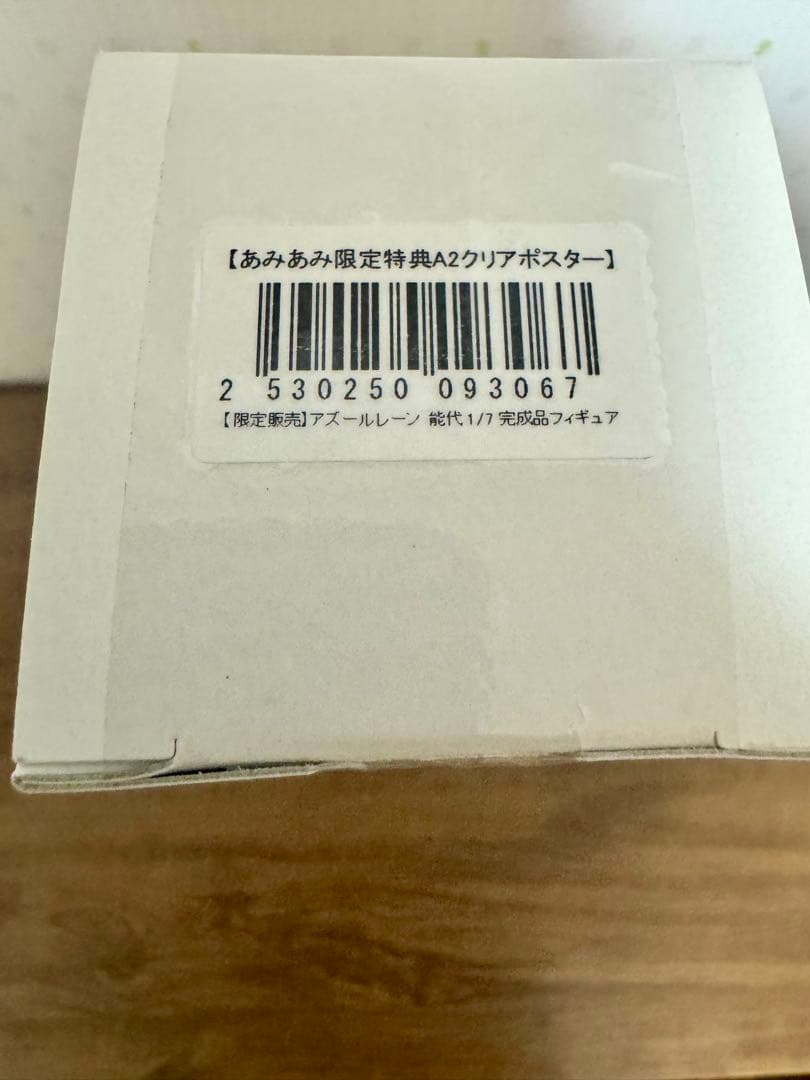 【あみあみ限定特典A2クリアポスター】
2 530250 093067
【限定販売】アズールレーン 能代 1/7 完成品フィギュア